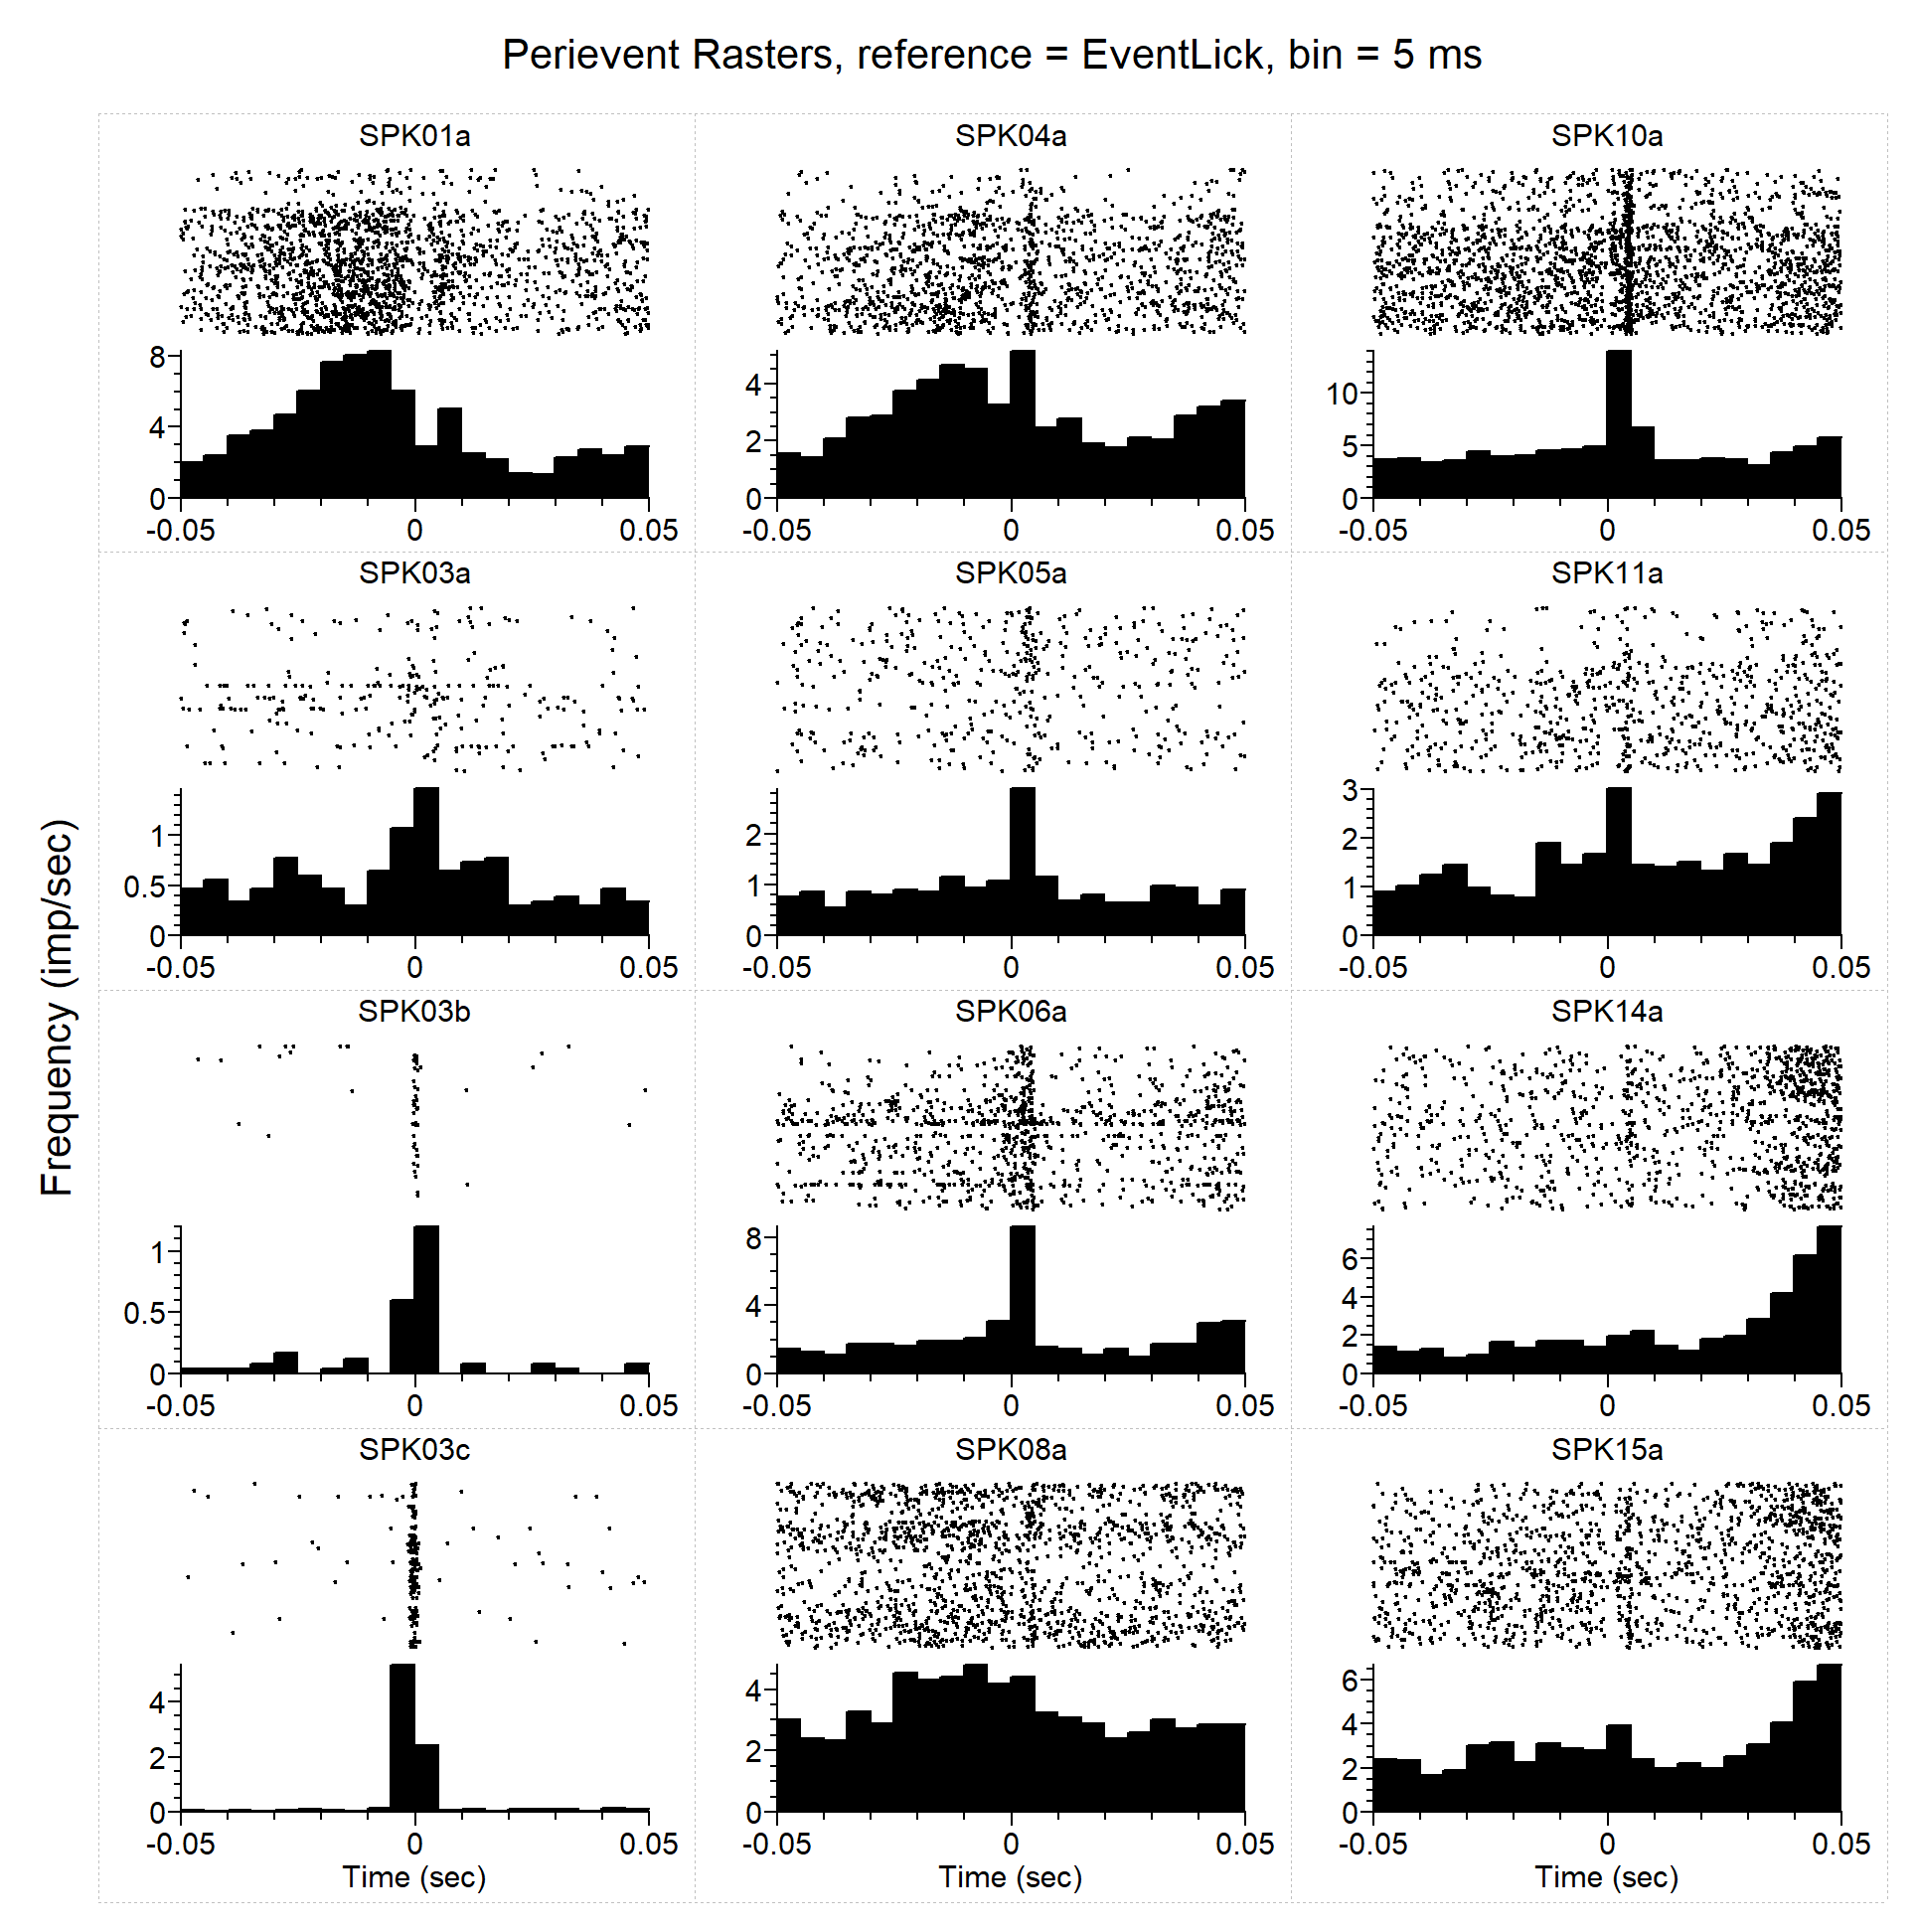 Perievent Rasters, reference = EventLick, bin = 5 ms
Frequency (imp/sec)
SPK01a
8
4
0
-0.05 0 0.05
SPK04a
4
2
0
-0.05 0 0.05
SPK10a
10
5
0
-0.05 0 0.05
SPK03a
1
0.5
0
-0.05 0 0.05
SPK05a
2
1
0
-0.05 0 0.05
SPK11a
3
2
1
0
-0.05 0 0.05
SPK03b
1
0.5
0
-0.05 0 0.05
SPK06a
8
4
0
-0.05 0 0.05
SPK14a
6
4
2
0
-0.05 0 0.05
SPK03c
4
2
0
-0.05 0 0.05
Time (sec)
SPK08a
4
2
0
-0.05 0 0.05
Time (sec)
SPK15a
6
4
2
0
-0.05 0 0.05
Time (sec)